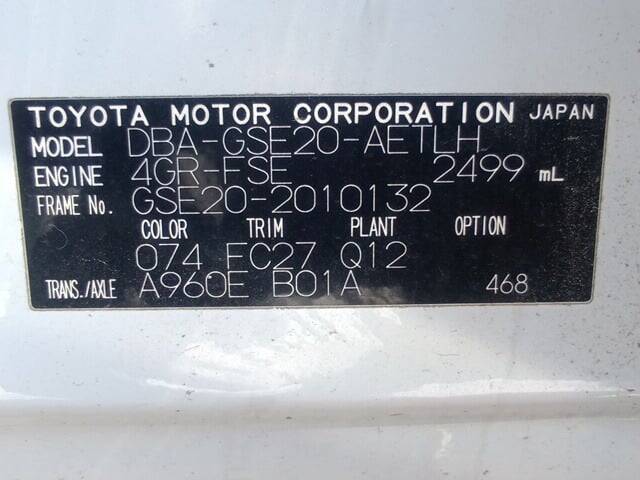 TOYOTA MOTOR CORPORATION JAPAN
MODEL DBA-GSE20-AETLH
ENGINE 4GR-FSE 2499 mL
FRAME No. GSE20-2010132
COLOR TRIM PLANT OPTION
074 FC27 Q12
TRANS./AXLE A960E B01A 468